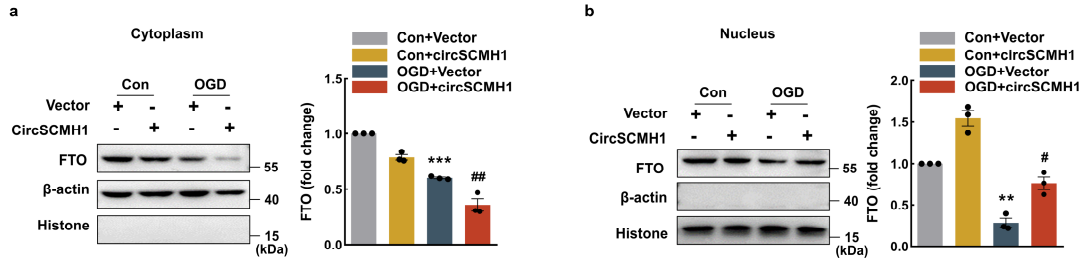 a
Cytoplasm
Con OGD
Vector + - + -
CircSCMH1 - + - +
FTO
55
β-actin
40
Histone
15
(kDa)
Con+Vector
Con+circSCMH1
OGD+Vector
OGD+circSCMH1
FTO (fold change)
1.5
1.0
0.5
0.0
***
##
b
Nucleus
Con OGD
Vector + - + -
CircSCMH1 - + - +
FTO
55
β-actin
40
Histone
15
(kDa)
Con+Vector
Con+circSCMH1
OGD+Vector
OGD+circSCMH1
FTO (fold change)
2.0
1.5
1.0
0.5
0.0
**
#